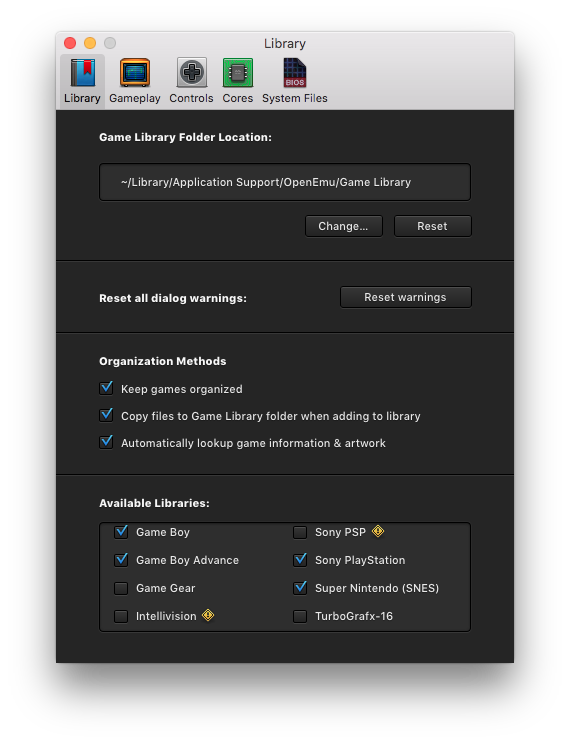 Library
Library Gameplay Controls Cores System Files
BIOS
Game Library Folder Location:
~/Library/Application Support/OpenEmu/Game Library
Change... Reset
Reset all dialog warnings: Reset warnings
Organization Methods
Keep games organized
Copy files to Game Library folder when adding to library
Automatically lookup game information & artwork
Available Libraries:
Game Boy Sony PSP
Game Boy Advance Sony PlayStation
Game Gear Super Nintendo (SNES)
Intellivision TurboGrafx-16